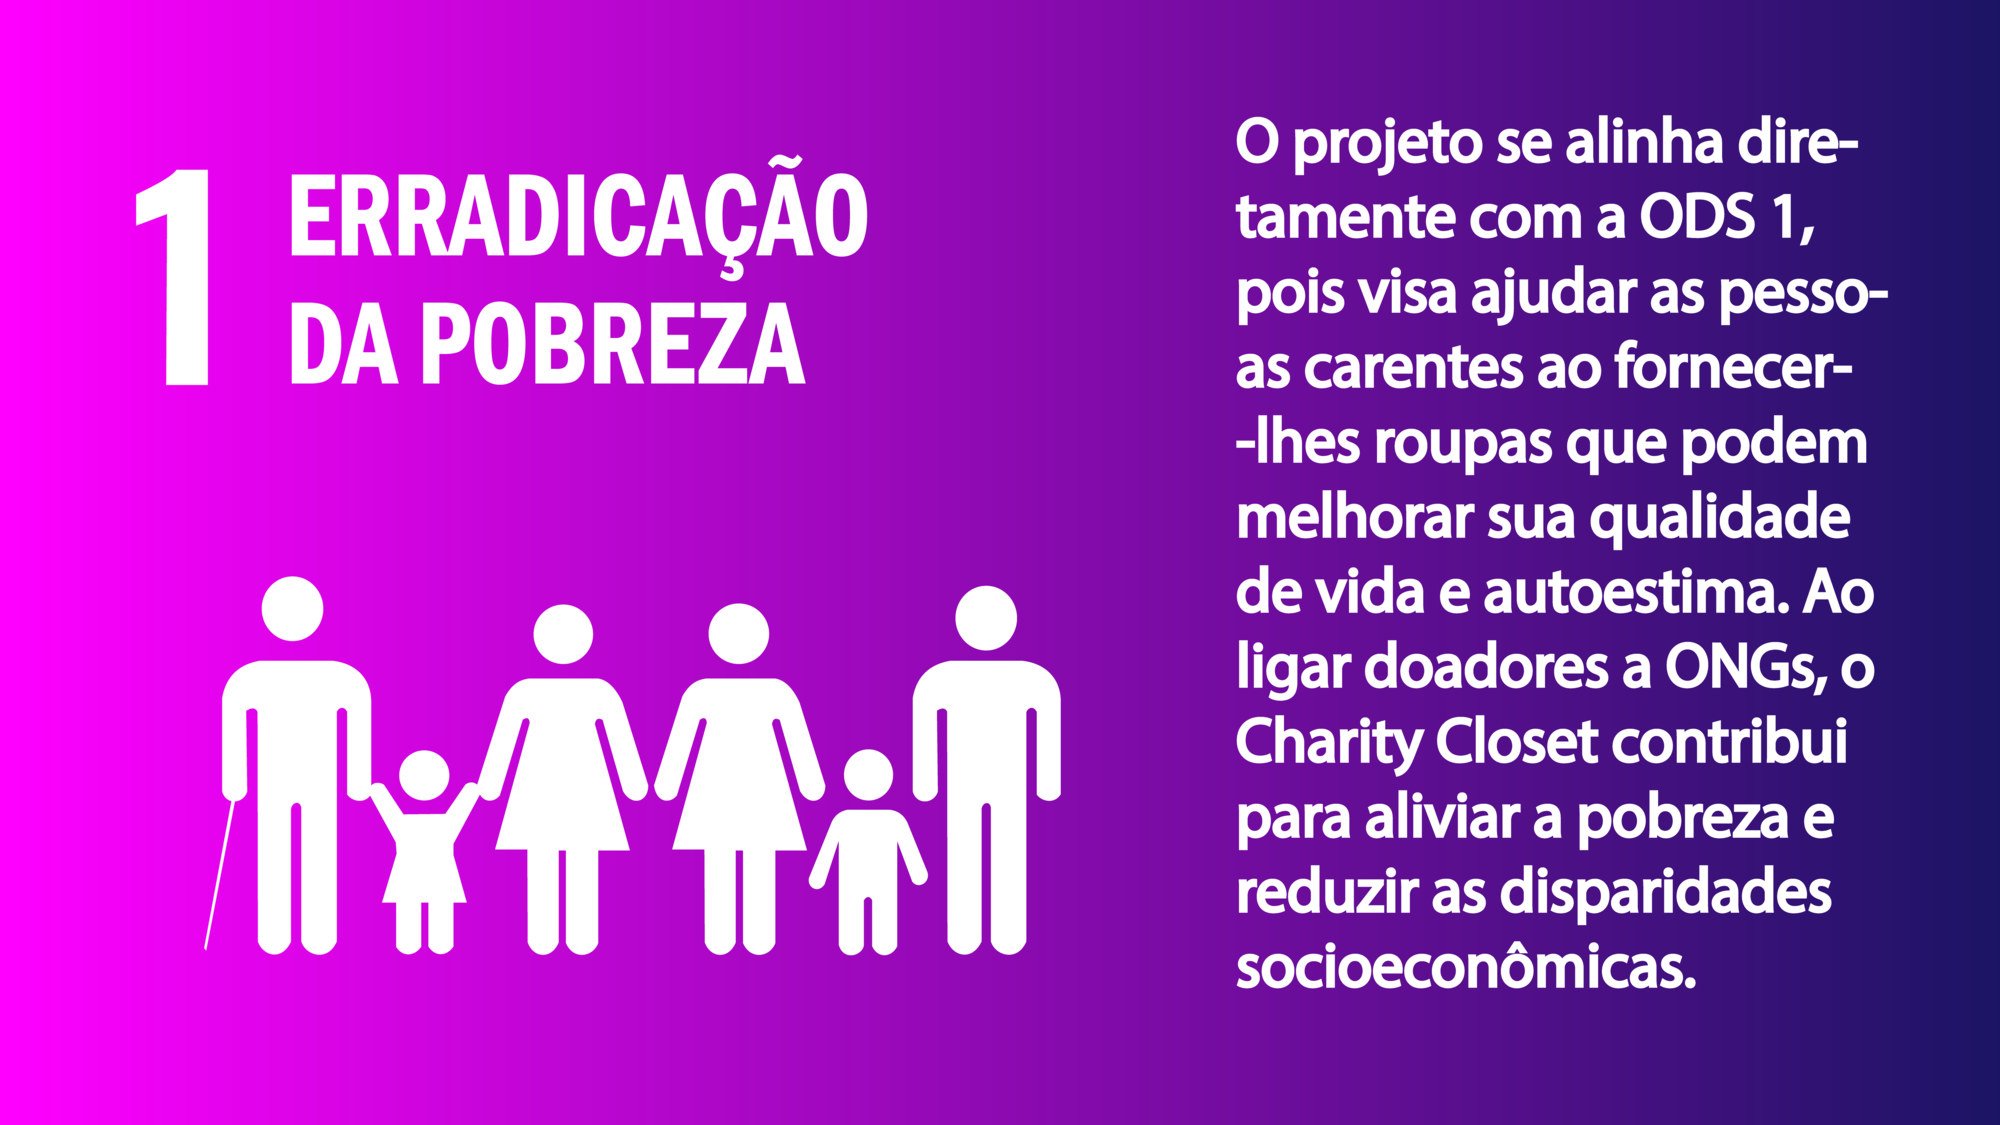 1
ERRADICAÇÃO
DA POBREZA
O projeto se alinha dire-
tamente com a ODS 1,
pois visa ajudar as pesso-
as carentes ao fornecer-
-lhes roupas que podem
melhorar sua qualidade
de vida e autoestima. Ao
ligar doadores a ONGs, o
Charity Closet contribui
para aliviar a pobreza e
reduzir as disparidades
socioeconômicas.